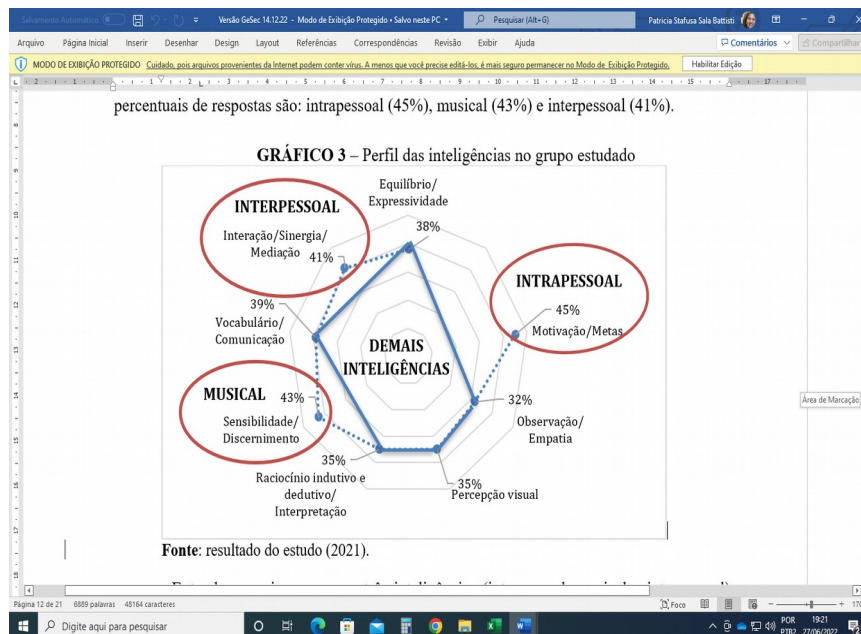 Salvamento Automático
Versão GeSec 14.12.22 - Modo de Exibição Protegido • Salvo neste PC
Pesquisar (Alt+G)
Patricia Stafusa Sala Battisti
Arquivo Página Inicial Inserir Desenhar Design Layout Referências Correspondências Revisão Exibir Ajuda
Comentários
Compartilhar
MODO DE EXIBIÇÃO PROTEGIDO Cuidado, pois arquivos provenientes da Internet podem conter vírus. A menos que você precise editá-los, é mais seguro permanecer no Modo de Exibição Protegido.
Habilitar Edição
percentuais de respostas são: intrapessoal (45%), musical (43%) e interpessoal (41%).
GRÁFICO 3 – Perfil das inteligências no grupo estudado
Equilíbrio/
Expressividade
38%
INTERPESSOAL
Interação/Sinergia/
Mediação
41%
INTRAPESSOAL
45%
Motivação/Metas
39%
Vocabulário/
Comunicação
DEMAIS
INTELIGÊNCIAS
MUSICAL
43%
Sensibilidade/
Discernimento
32%
Observação/
Empatia
35%
Raciocínio indutivo e
dedutivo/
Interpretação
35%
Percepção visual
Área de Marcação
Fonte: resultado do estudo (2021).
Página 12 de 21 6889 palavras 48164 caracteres
Foco
170
Digite aqui para pesquisar
POR
PTB2
19:21
27/06/2022